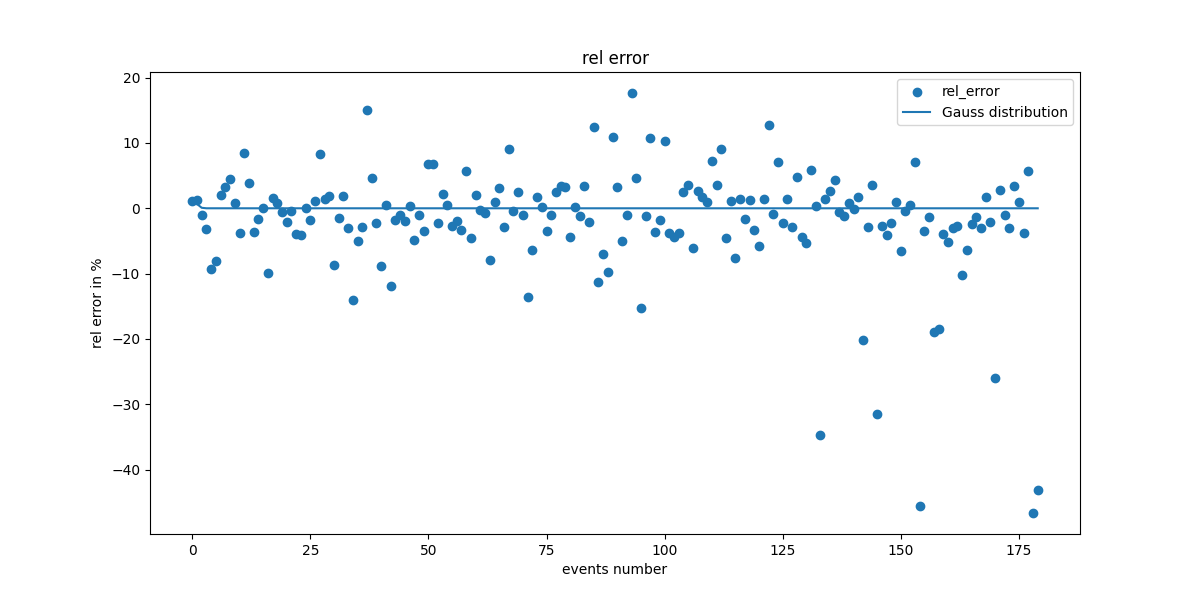 rel error
rel_error
Gauss distribution
rel error in %
20
10
0
−10
−20
−30
−40
0 25 50 75 100 125 150 175
events number